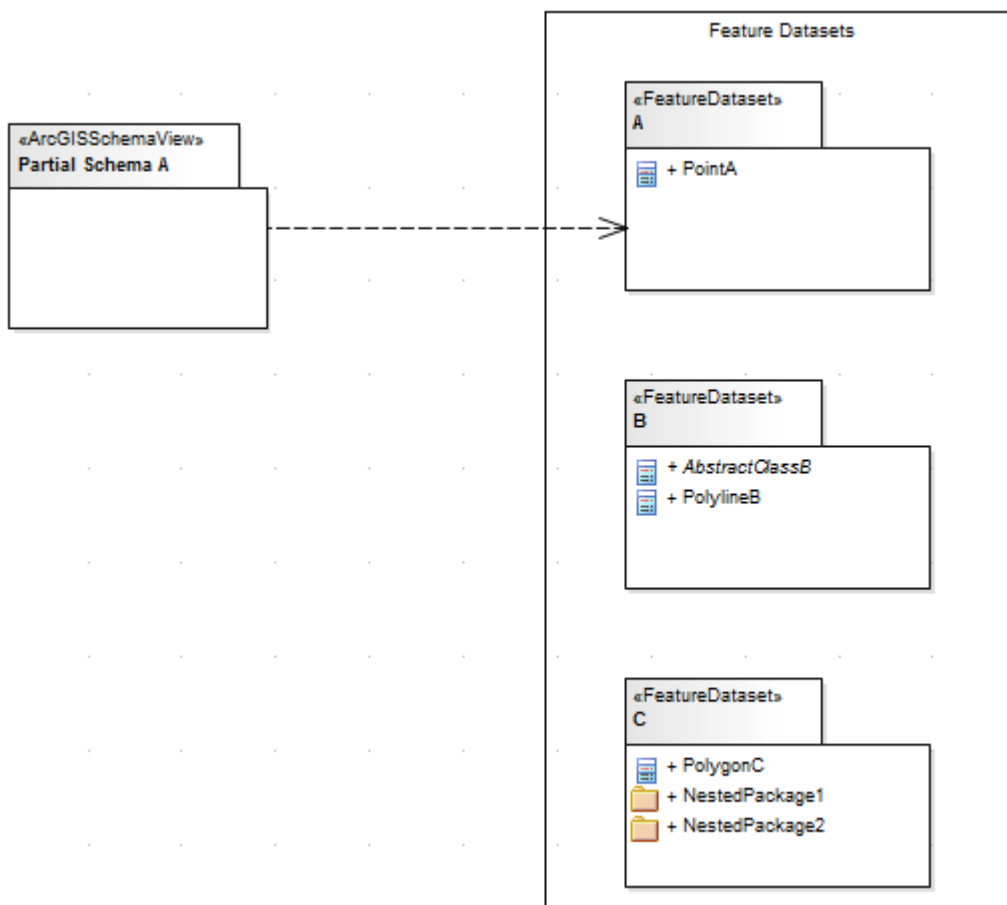 Feature Datasets
«FeatureDataset»
A
+ PointA
«ArcGISSchemaView»
Partial Schema A
«FeatureDataset»
B
+ AbstractClassB
+ PolylineB
«FeatureDataset»
C
+ PolygonC
+ NestedPackage1
+ NestedPackage2